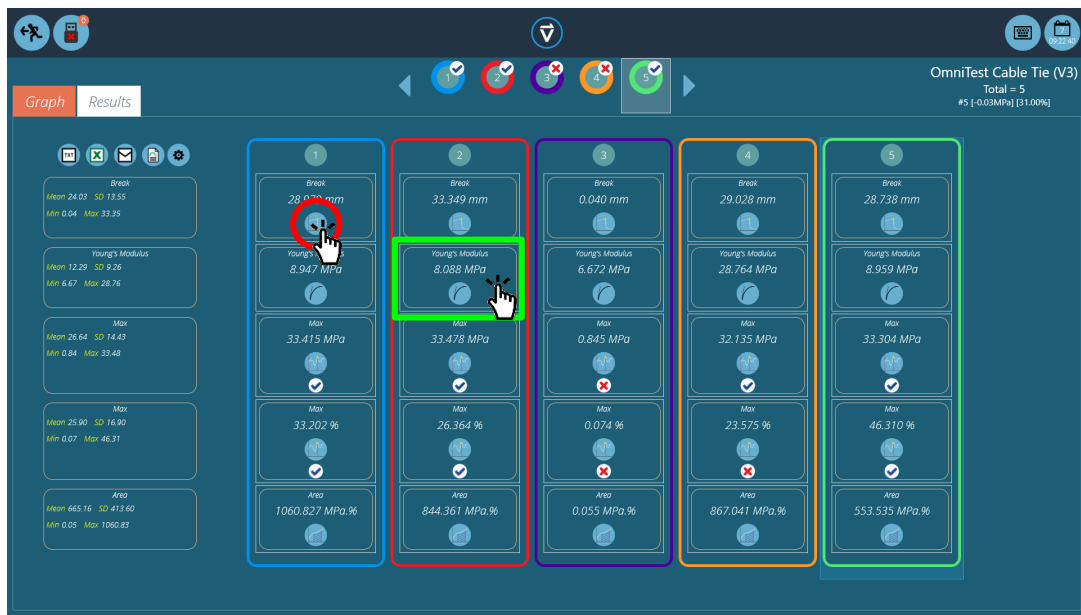 0
7
09:22:40
1
2
3
4
5
OmniTest Cable Tie (V3)
Total = 5
#5 [-0.03MPa] [31.00%]
Graph
Results
TXT
X
1
2
3
4
5
Break
Mean 24.03 SD 13.55
Min 0.04 Max 33.35
Break
mm
Break
33.349 mm
Break
0.040 mm
Break
29.028 mm
Break
28.738 mm
Young's Modulus
Mean 12.29 SD 9.26
Min 6.67 Max 28.76
8.947 MPa
Young's Modulus
8.088 MPa
Young's Modulus
6.672 MPa
Young's Modulus
28.764 MPa
Young's Modulus
8.959 MPa
Max
Mean 26.64 SD 14.43
Min 0.84 Max 33.48
Max
33.415 MPa
Max
33.478 MPa
Max
0.845 MPa
Max
32.135 MPa
Max
33.304 MPa
Max
Mean 25.90 SD 16.90
Min 0.07 Max 46.31
Max
33.202 %
Max
26.364 %
Max
0.074 %
Max
23.575 %
Max
46.310 %
Area
Mean 665.16 SD 413.60
Min 0.05 Max 1060.83
Area
1060.827 MPa.%
Area
844.361 MPa.%
Area
0.055 MPa.%
Area
867.041 MPa.%
Area
553.535 MPa.%